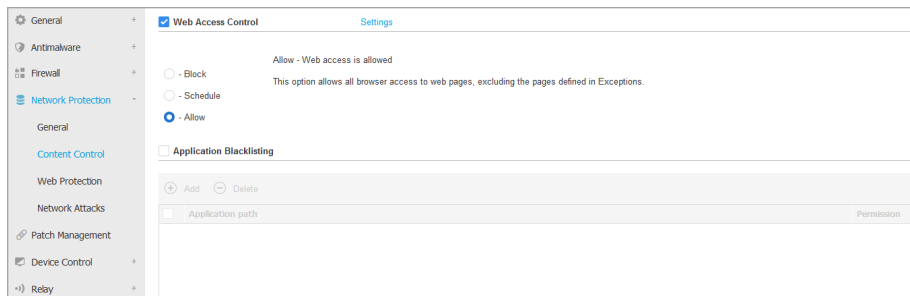 General +
Antimalware +
Firewall +
Network Protection -
General
Content Control
Web Protection
Network Attacks
Patch Management
Device Control +
Relay +
Web Access Control Settings
Allow - Web access is allowed
- Block
This option allows all browser access to web pages, excluding the pages defined in Exceptions.
- Schedule
- Allow
Application Blacklisting
Add Delete
Application path Permission